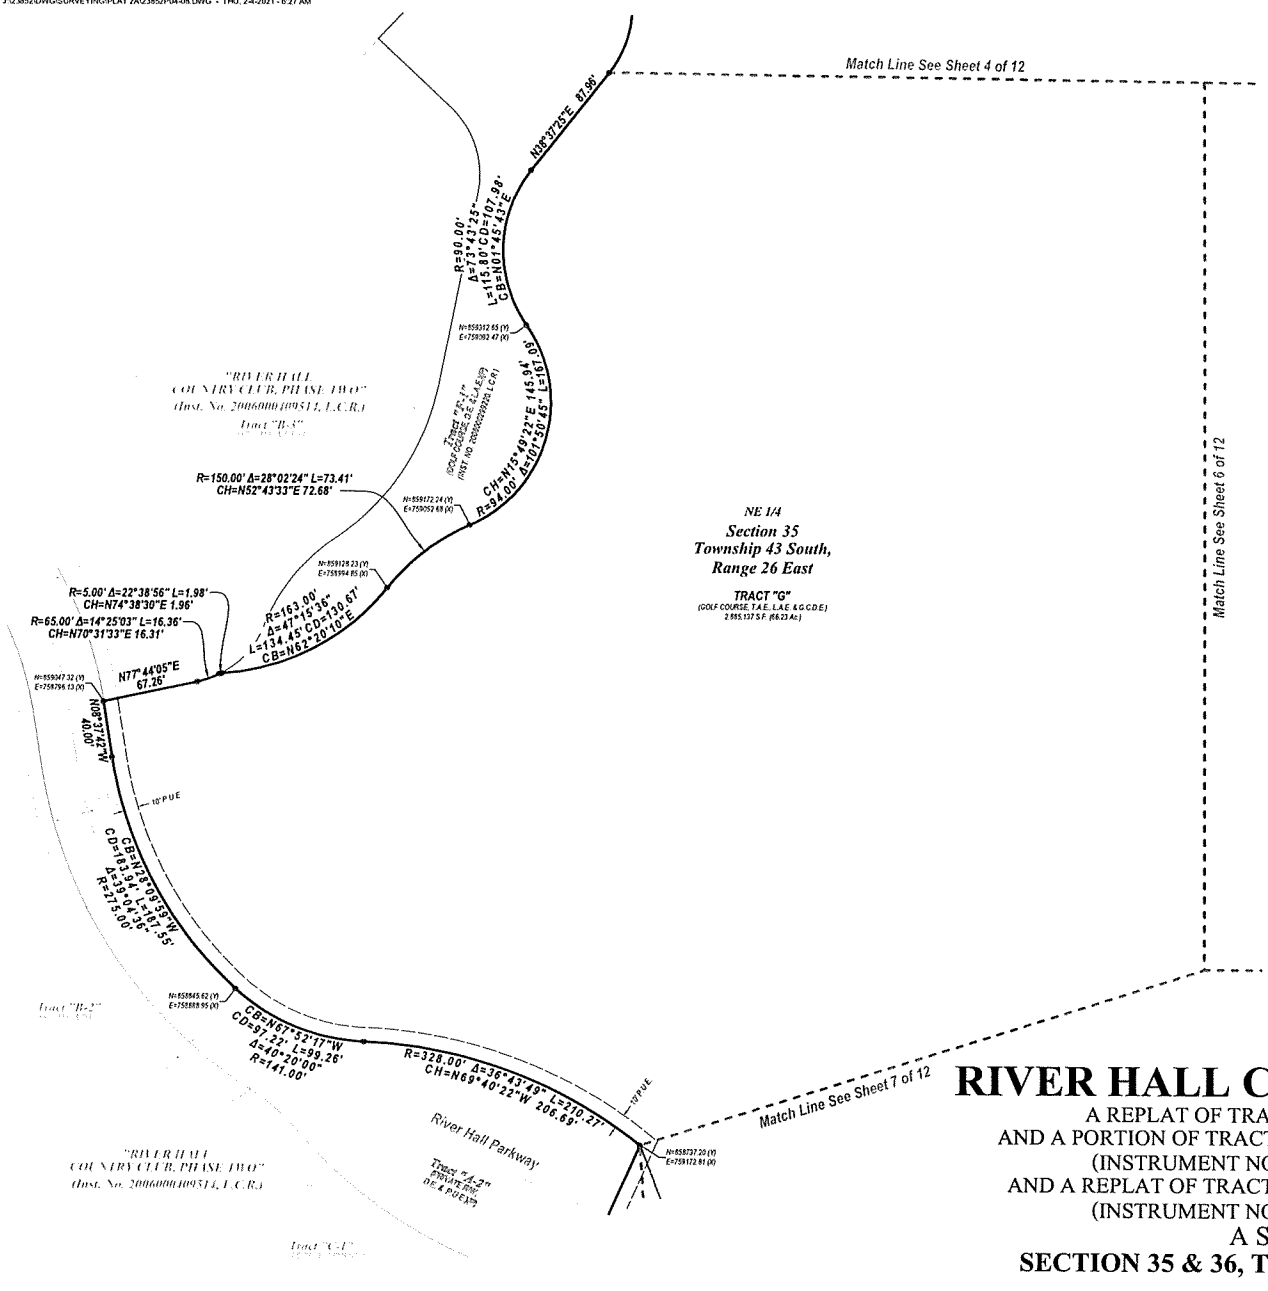 Match Line See Sheet 4 of 12
N38°37'25"E 87.96'
R=90.00'
Δ=73°43'25"
L=115.80' CD=107.98'
CB=N01°45'43"E
N=859312.65 (Y)
E=759092.47 (X)
"RIVER HALL
COUNTRY CLUB, PHASE TWO"
(Inst. No. 2006000409514, L.C.R.)
Tract "B-3"
CH=N15°49'22"E 145.94'
R=94.00' Δ=101°50'45" L=167.09'
R=150.00' Δ=28°02'24" L=73.41'
CH=N52°43'33"E 72.68'
N=859172.24 (Y)
E=759052.68 (X)
Match Line See Sheet 6 of 12
NE 1/4
Section 35
Township 43 South,
Range 26 East
TRACT "G"
(GOLF COURSE, T.A.E., L.A.E. & G.C.D.E)
2,885,137 S.F. (66.23 Ac)
N=859128.23 (Y)
E=758994.85 (X)
R=5.00' Δ=22°38'56" L=1.98'
CH=N74°38'30"E 1.96'
R=65.00' Δ=14°25'03" L=16.36'
CH=N70°31'33"E 16.31'
R=163.00'
Δ=47°15'36"
L=134.45' CD=130.67'
CB=N62°20'10"E
N77°44'05"E
67.26'
N=859047.32 (Y)
E=758796.13 (X)
N08°37'42"W
40.00'
10' P.U.E
CB=N28°09'59"W
CD=183.94' L=187.55'
Δ=39°04'36"
R=275.00'
Tract "B-2"
N=858845.62 (Y)
E=758888.95 (X)
CB=N67°52'17"W
CD=97.22' L=99.26'
Δ=40°20'00"
R=141.00'
R=328.00' Δ=36°43'49" L=210.27'
CH=N69°40'22"W 206.69'
10' P.U.E.
Match Line See Sheet 7 of 12
River Hall Parkway
Tract "A-2"
N=858737.20 (Y)
E=759172.81 (X)
"RIVER HALL
COUNTRY CLUB, PHASE TWO"
(Inst. No. 2006000409514, L.C.R.)
Tract "C-1"
RIVER HALL C
A REPLAT OF TRA
AND A PORTION OF TRACT
(INSTRUMENT NO
AND A REPLAT OF TRACT
(INSTRUMENT NO
A S
SECTION 35 & 36, T